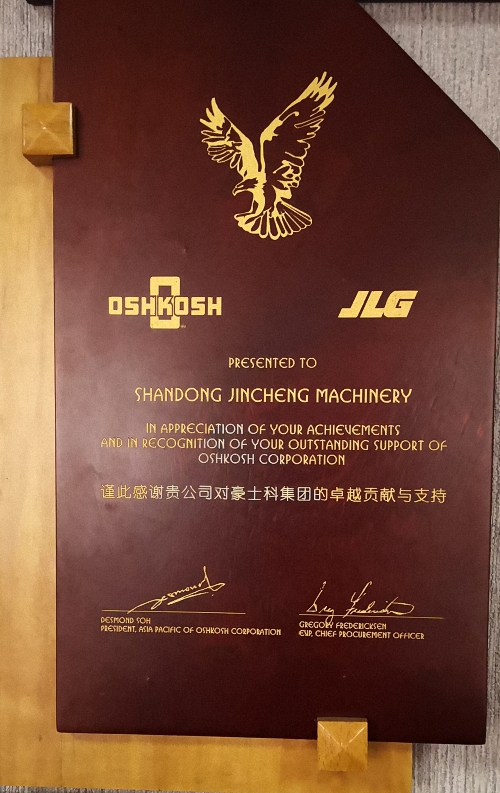 OSHKOSH
JLG
PRESENTED TO
SHANDONG JINCHENG MACHINERY
IN APPRECIATION OF YOUR ACHIEVEMENTS
AND IN RECOGNITION OF YOUR OUTSTANDING SUPPORT OF
OSHKOSH CORPORATION
谨此感谢贵公司对豪士科集团的卓越贡献与支持
Desmond
Greg Fredericksen
DESMOND SOH
PRESIDENT, ASIA PACIFIC OF OSHKOSH CORPORATION
GREGORY FREDERICKSEN
EVP, CHIEF PROCUREMENT OFFICER